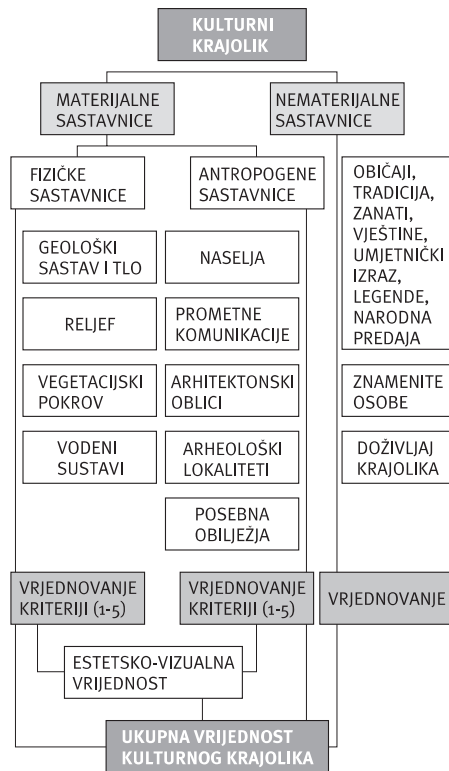 KULTURNI
KRAJOLIK
MATERIJALNE
SASTAVNICE
NEMATERIJALNE
SASTAVNICE
FIZIČKE
SASTAVNICE
ANTROPOGENE
SASTAVNICE
OBIČAJI,
TRADICIJA,
ZANATI,
VJEŠTINE,
UMJETNIČKI
IZRAZ,
LEGENDE,
NARODNA
PREDAJA
GEOLOŠKI
SASTAV I TLO
NASELJA
RELJEF
PROMETNE
KOMUNIKACIJE
VEGETACIJSKI
POKROV
ARHITEKTONSKI
OBLICI
ZNAMENITE
OSOBE
VODENI
SUSTAVI
ARHEOLOŠKI
LOKALITETI
DOŽIVLJAJ
KRAJOLIKA
POSEBNA
OBILJEŽJA
VRJEDNOVANJE
KRITERIJI (1-5)
VRJEDNOVANJE
KRITERIJI (1-5)
VRJEDNOVANJE
ESTETSKO-VIZUALNA
VRIJEDNOST
UKUPNA VRIJEDNOST
KULTURNOG KRAJOLIKA